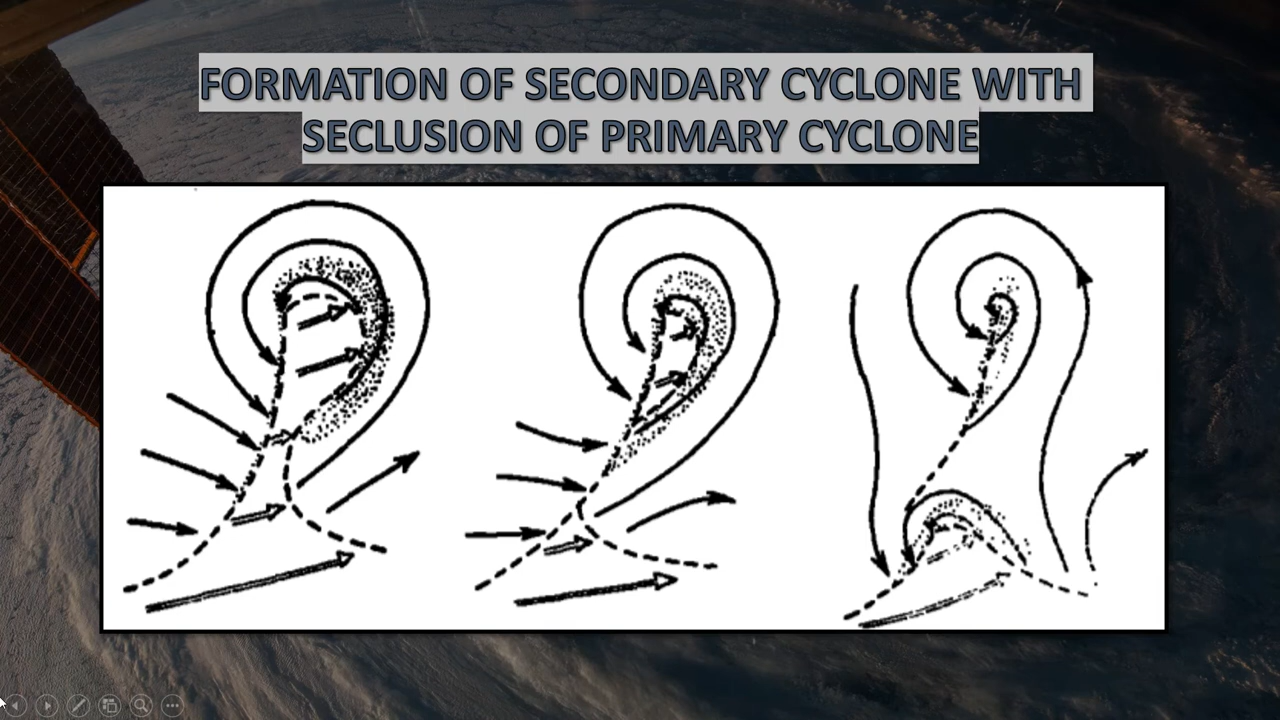 FORMATION OF SECONDARY CYCLONE WITH
SECLUSION OF PRIMARY CYCLONE